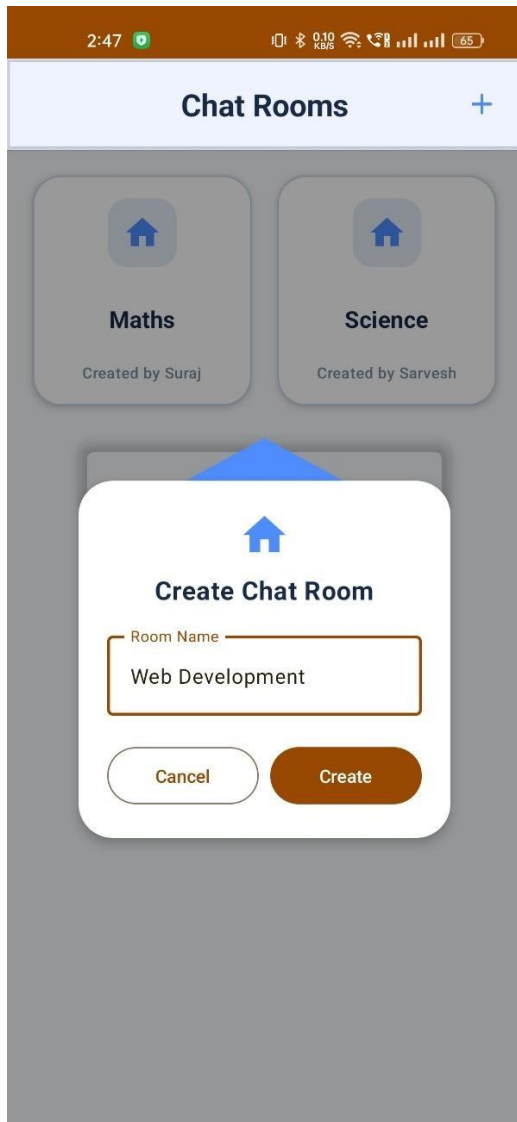 2:47 0.10 KB/S 65
Chat Rooms +
Maths Science
Created by Suraj Created by Sarvesh
Create Chat Room
Room Name
Web Development
Cancel Create